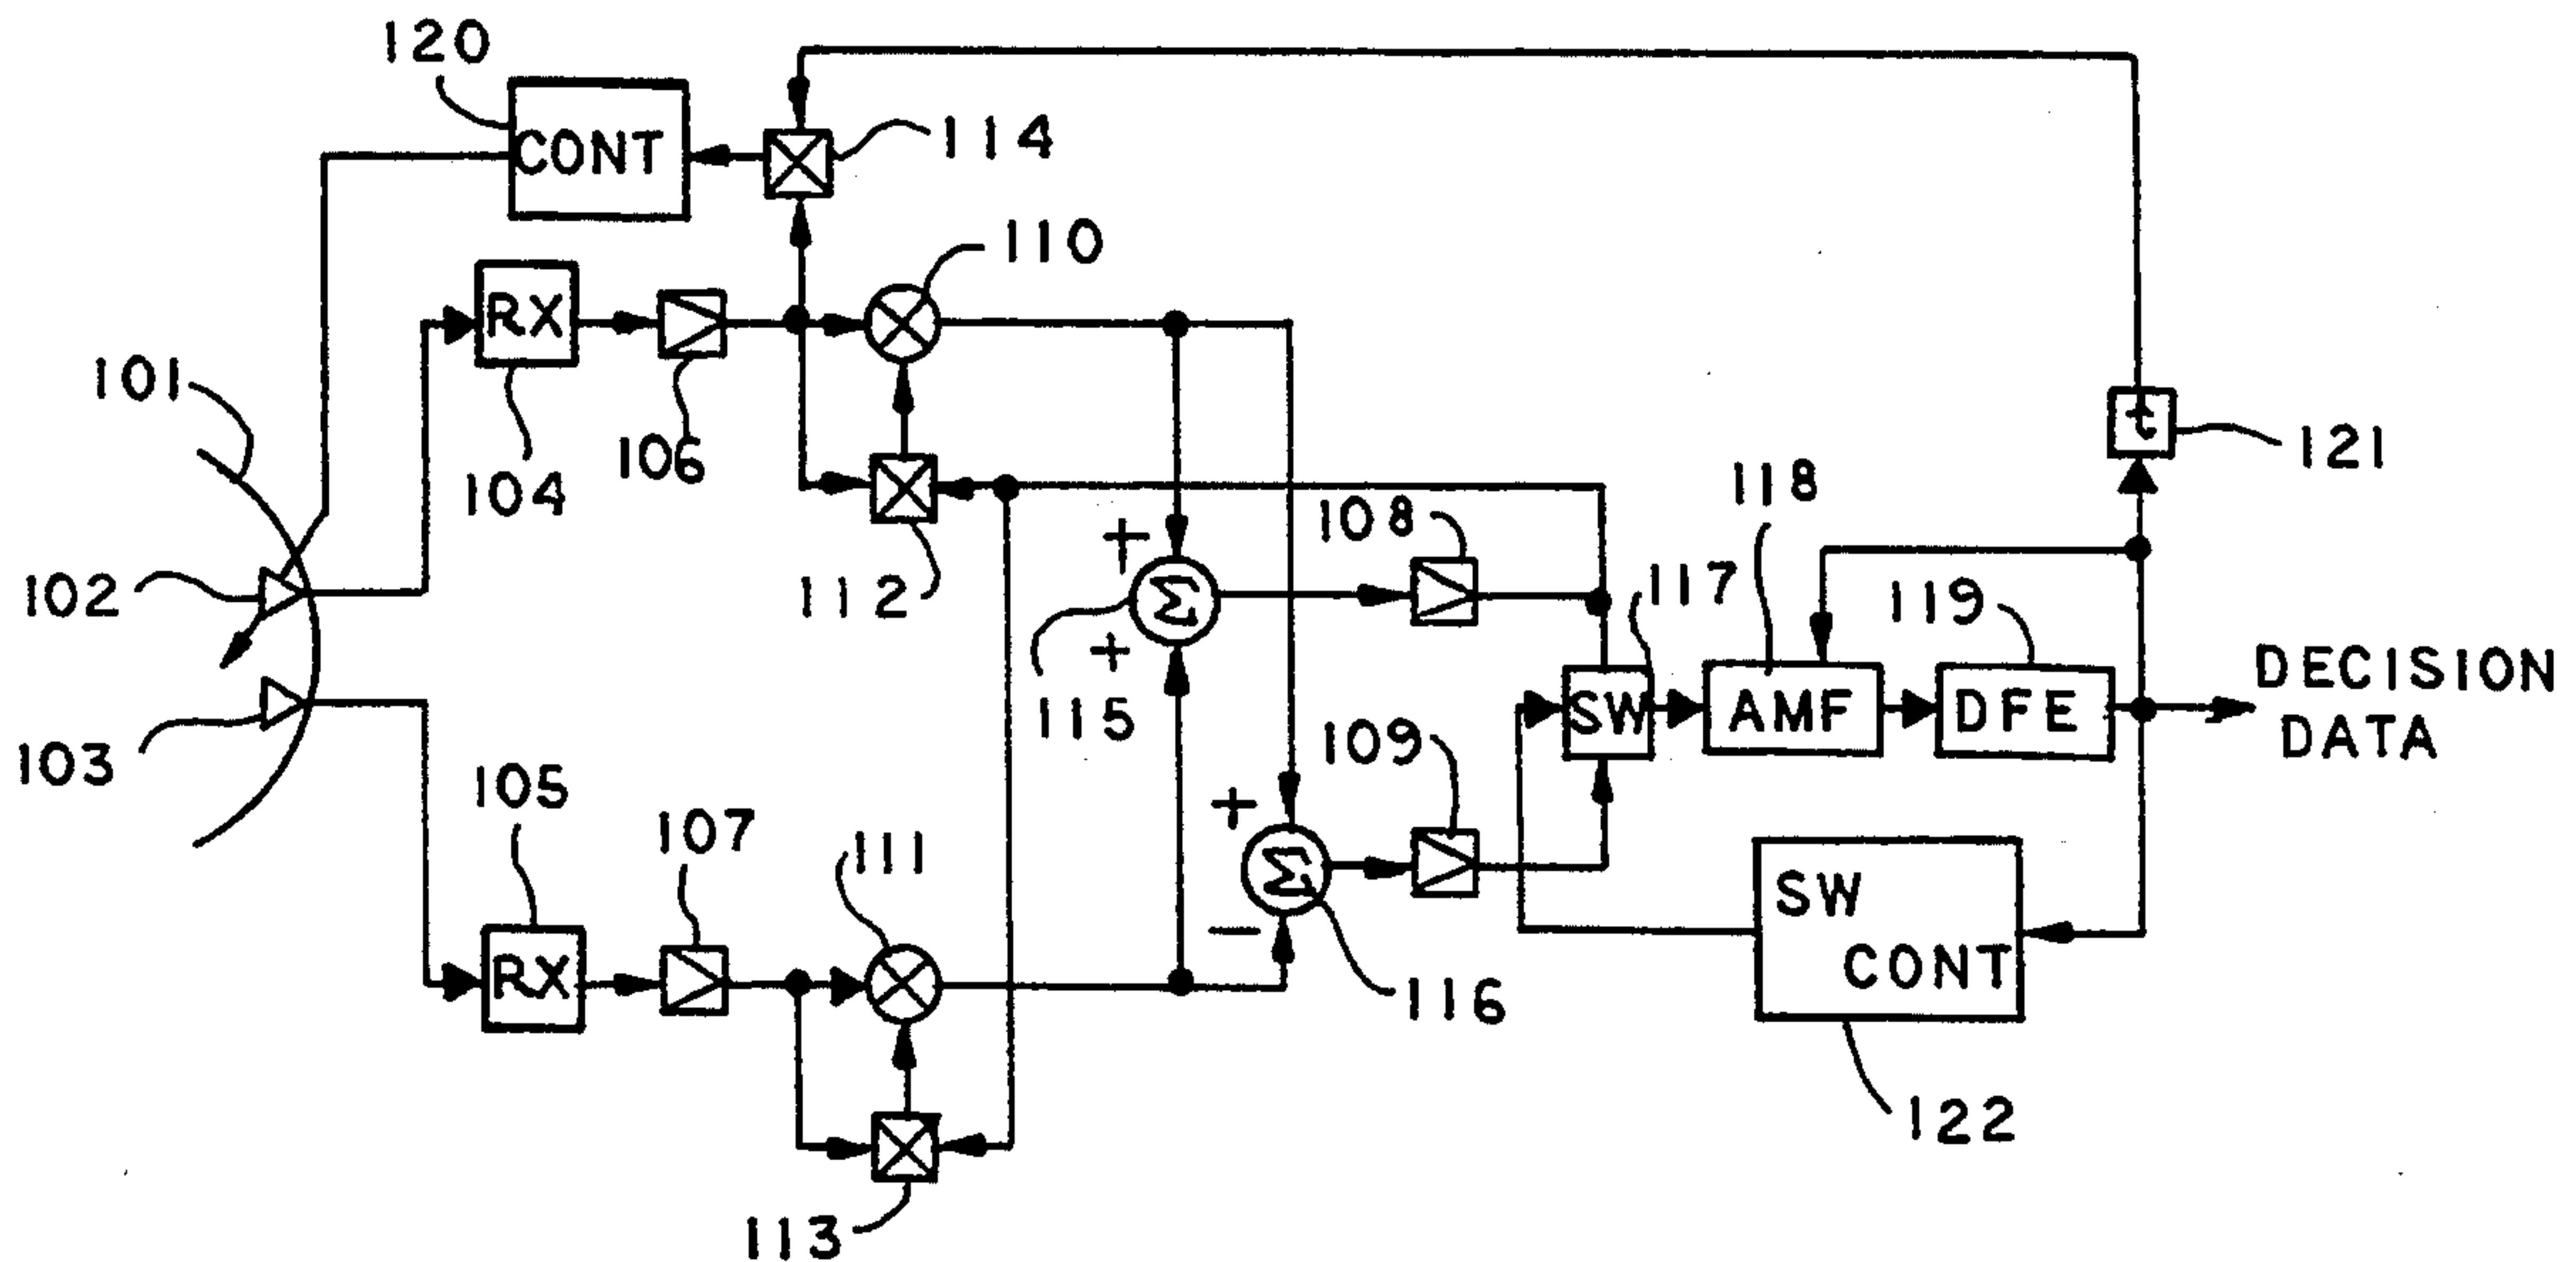 120
CONT
114
110
RX
101
104
106
t
121
118
108
102
112
117
119
+
Σ
+
115
SW
AMF
DFE
DECISION
DATA
103
105
107
111
109
+
Σ
−
116
SW
CONT
RX
122
113